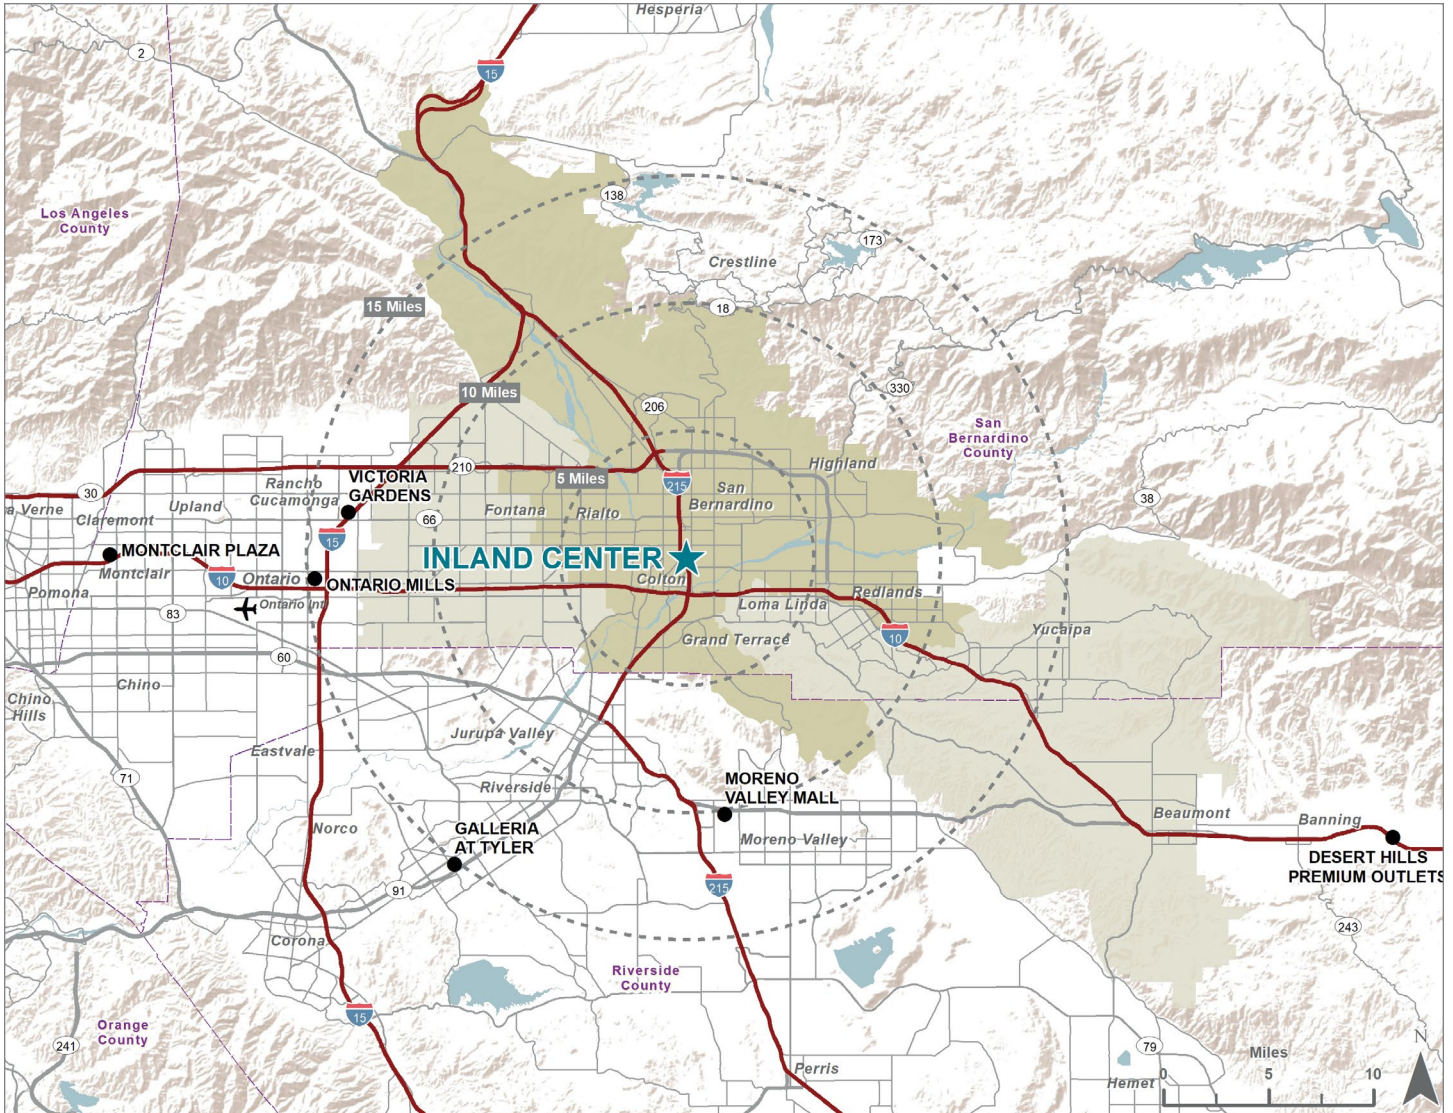 Hesperia
2
15
138
Los Angeles
County
173
Crestline
15 Miles
18
10 Miles
330
206
San
Bernardino
County
Highland
210
VICTORIA
GARDENS
Rancho
Cucamonga
5 Miles
215
30
38
San
Bernardino
a Verne
Upland
Claremont
66
Fontana
Rialto
15
MONTCLAIR PLAZA
INLAND CENTER
Montclair
10
Ontario
ONTARIO MILLS
Colton
Pomona
Ontario Int
Loma Linda
Redlands
83
10
Yucaipa
Grand Terrace
60
Chino
Chino
Hills
Jurupa Valley
Eastvale
71
Riverside
MORENO
VALLEY MALL
Beaumont
Banning
Norco
GALLERIA
AT TYLER
Moreno Valley
DESERT HILLS
PREMIUM OUTLETS
91
215
243
Corona
Riverside
County
15
Orange
County
241
79
Perris
Hemet
Miles
0
5
10
N